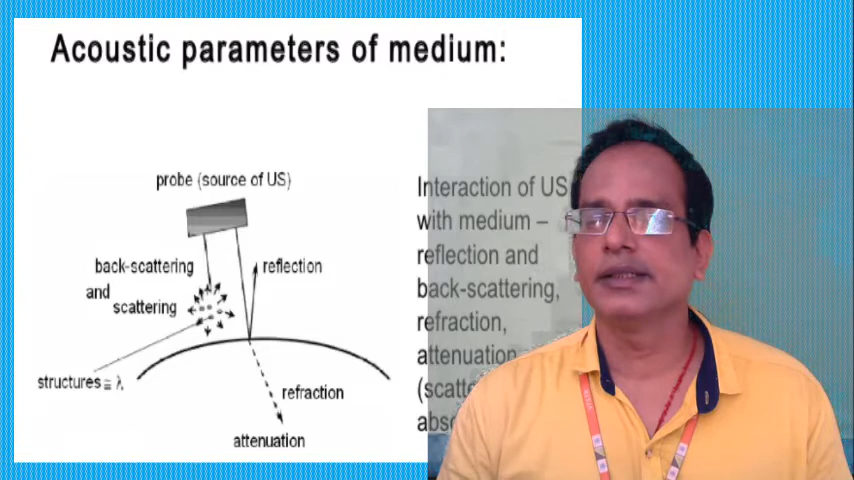 Acoustic parameters of medium:
probe (source of US)
back-scattering
and
scattering
reflection
structures ≅ λ
refraction
attenuation
Interaction of US
with medium –
reflection and
back-scattering,
refraction,
attenuation